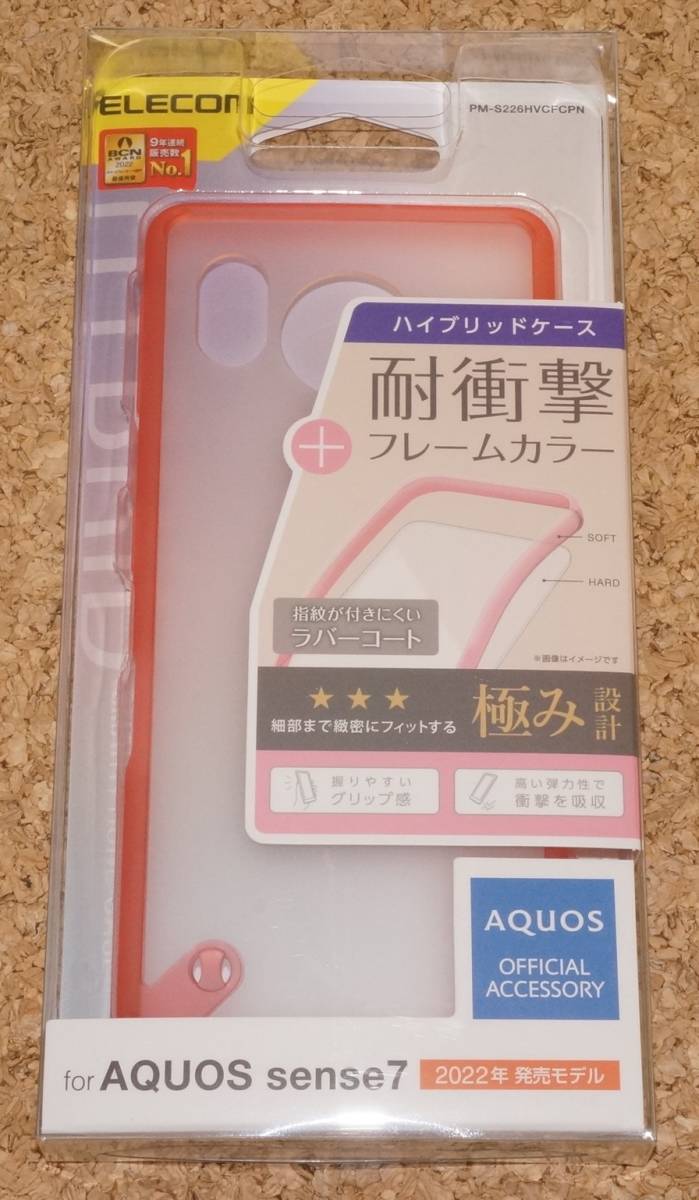 ELECOM
PM-S226HVCFCPN
BCN
AWARD
2022
9年連続
販売数
No.1
ハイブリッドケース
耐衝撃
フレームカラー
SOFT
HARD
指紋が付きにくい
ラバーコート
※画像はイメージです
★★★
細部まで緻密にフィットする
極み設計
握りやすい
グリップ感
高い弾力性で
衝撃を吸収
AQUOS
OFFICIAL
ACCESSORY
for AQUOS sense7
2022年 発売モデル